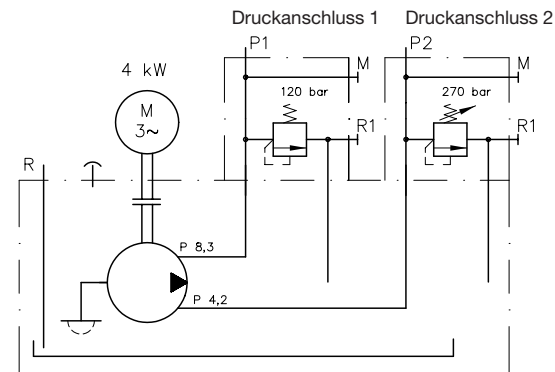 Druckanschluss 1 Druckanschluss 2
P1 P2
M M
4 kW
120 bar 270 bar
M
3~
R1 R1
R
P 8,3
P 4,2